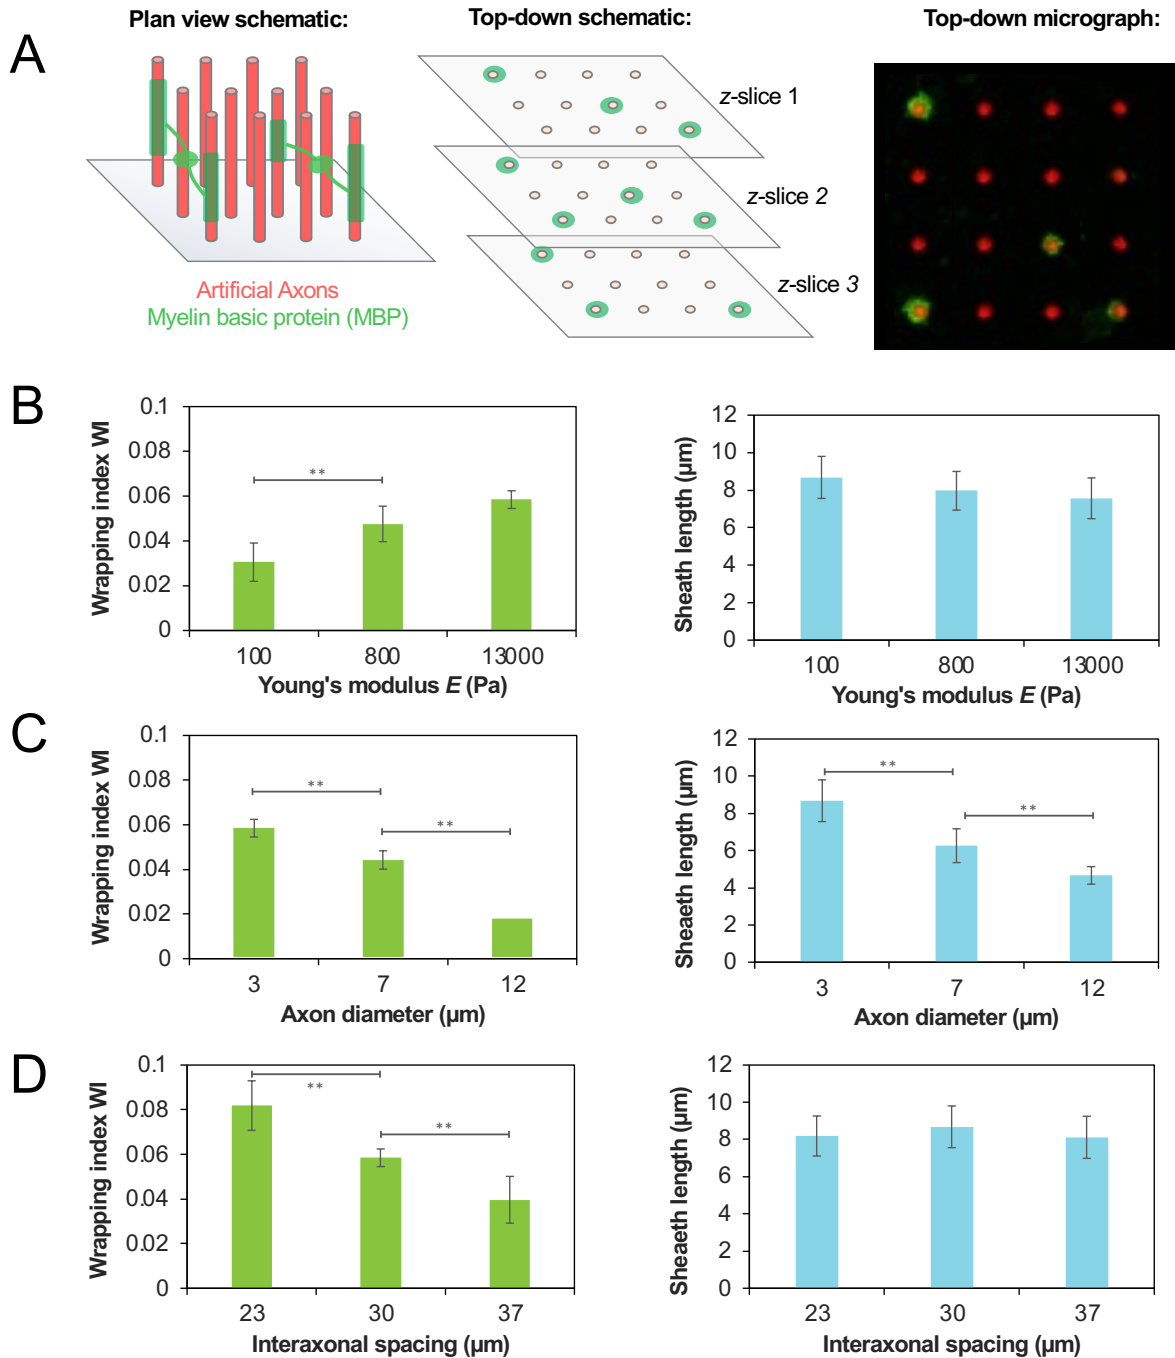 A
Plan view schematic:
Top-down schematic:
Top-down micrograph:
z-slice 1
z-slice 2
z-slice 3
Artificial Axons
Myelin basic protein (MBP)
B
Wrapping index WI
0.1
0.08
0.06
0.04
0.02
0
**
100 800 13000
Young's modulus E (Pa)
Sheath length (µm)
12
10
8
6
4
2
0
100 800 13000
Young's modulus E (Pa)
C
Wrapping index WI
0.1
0.08
0.06
0.04
0.02
0
**
**
3 7 12
Axon diameter (µm)
Sheaeth length (µm)
12
10
8
6
4
2
0
**
**
3 7 12
Axon diameter (µm)
D
Wrapping index WI
0.1
0.08
0.06
0.04
0.02
0
**
**
23 30 37
Interaxonal spacing (µm)
Sheaeth length (µm)
12
10
8
6
4
2
0
23 30 37
Interaxonal spacing (µm)